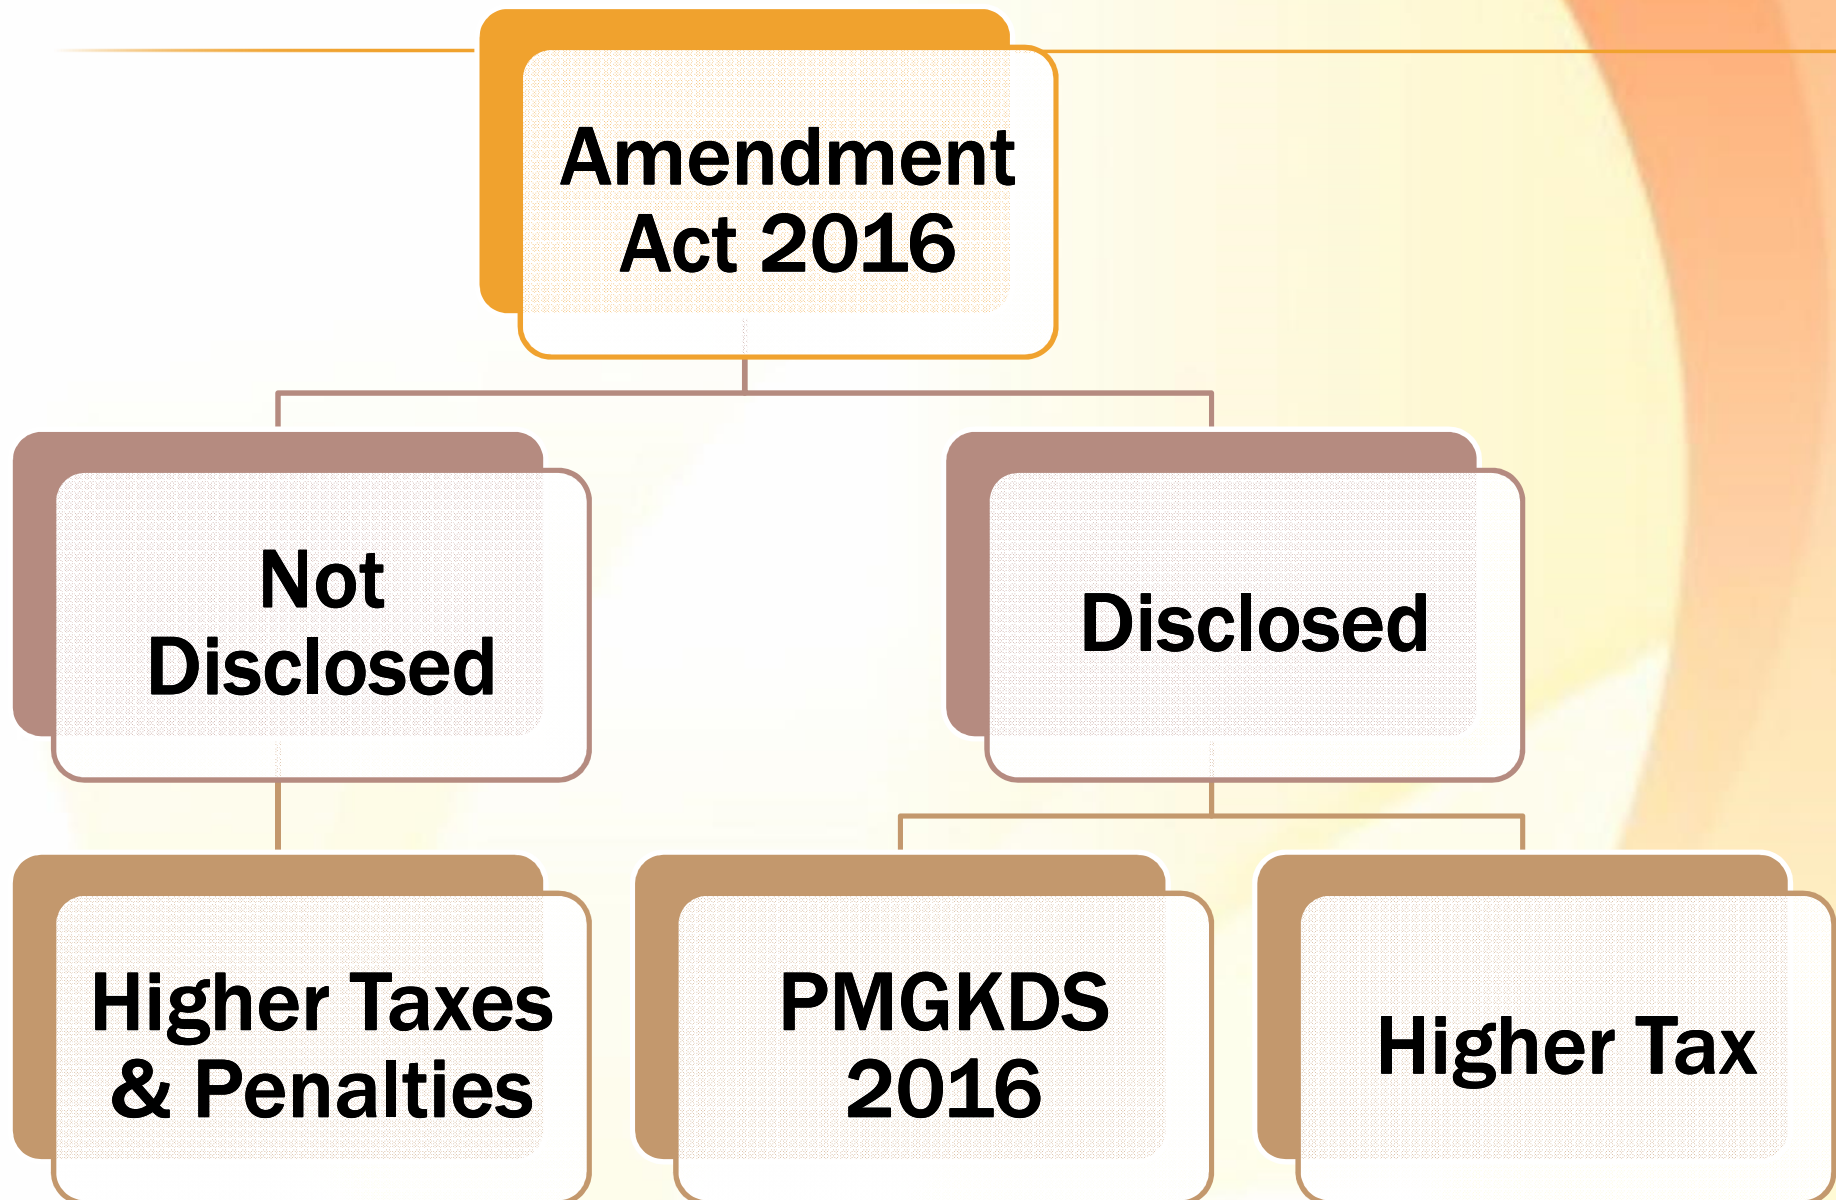 Amendment
Act 2016
Not
Disclosed
Disclosed
Higher Taxes
& Penalties
PMGKDS
2016
Higher Tax